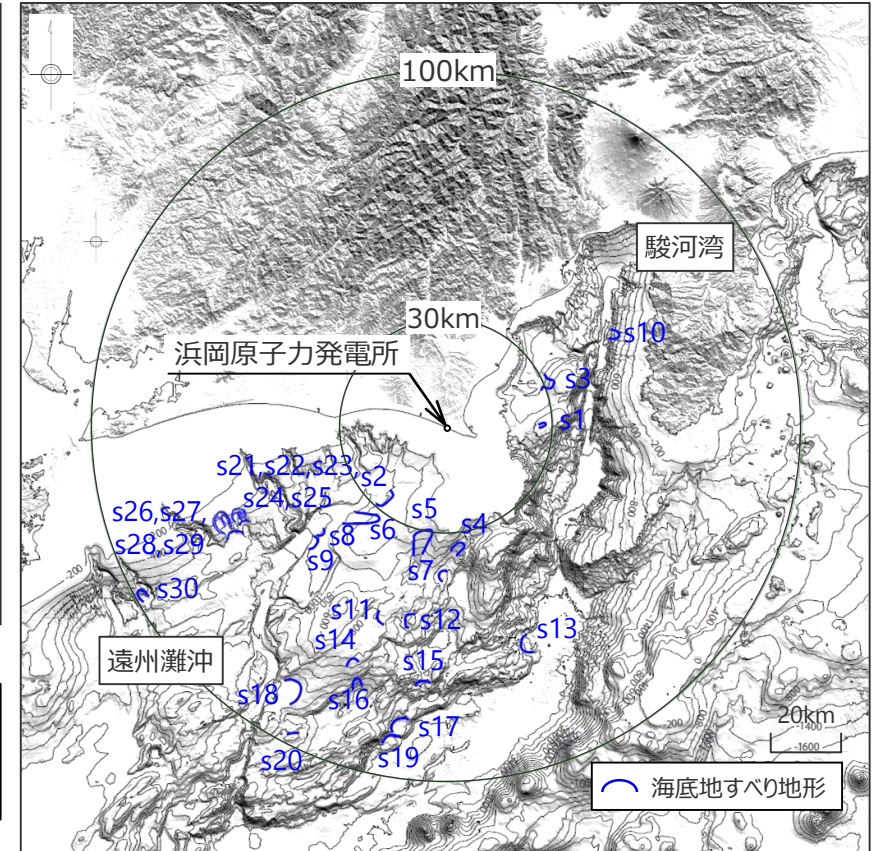 100km
駿河湾
30km
浜岡原子力発電所
s10
s3
s1
s21,s22,s23,s2
s24,s25
s26,s27,
s28,s29
s5
s4
s6
s8
s9
s7
s30
s11
s12
s13
s14
s15
遠州灘沖
s18
s16
s17
s19
s20
20km
海底地すべり地形